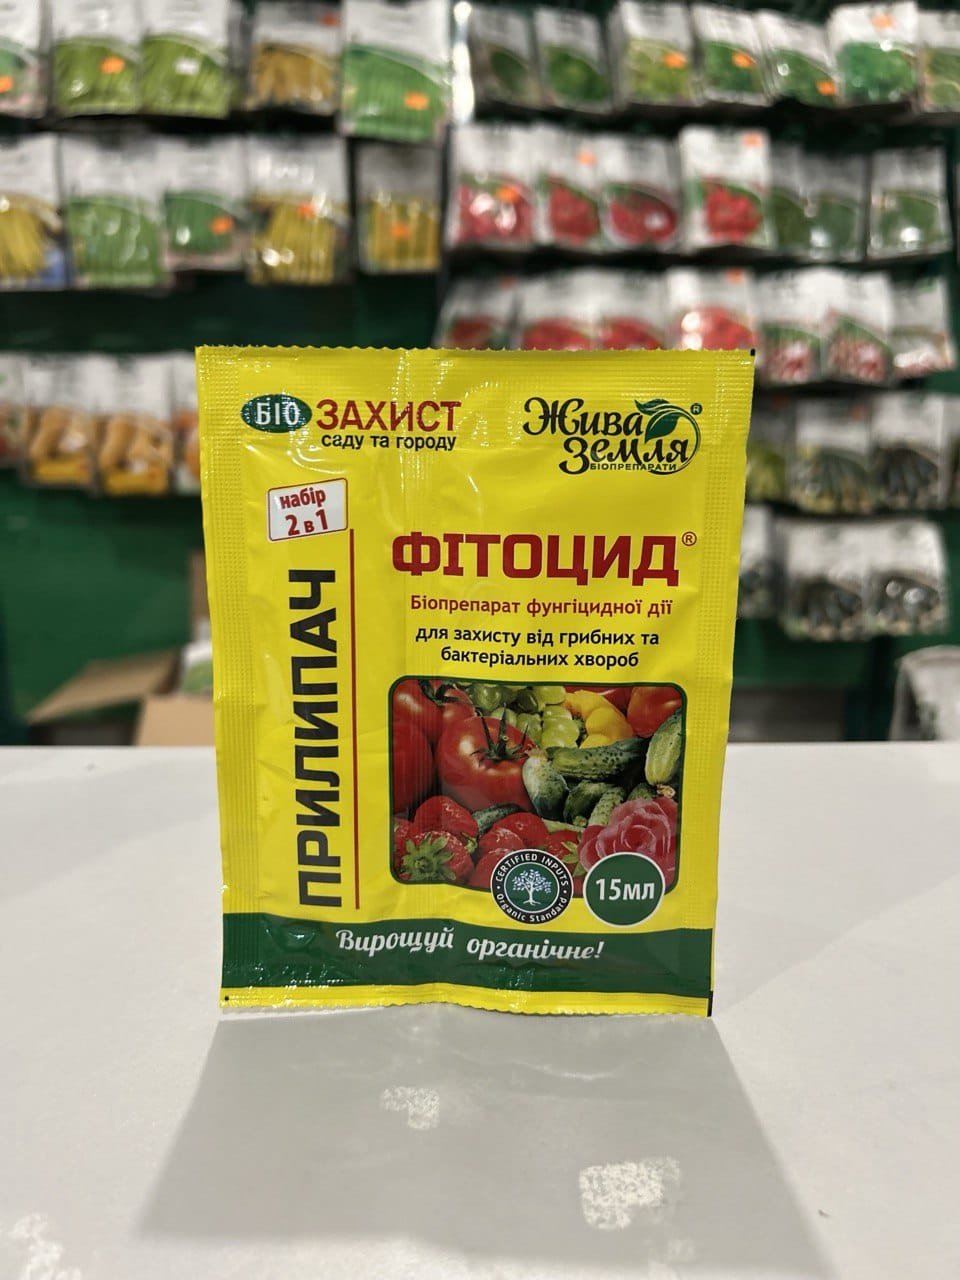 БІО ЗАХИСТ
саду та городу
Жива
Земля
®
БІОПРЕПАРАТИ
набір
2 в 1
ПРИЛИПАЧ
ФІТОЦИД®
Біопрепарат фунгіцидної дії
для захисту від грибних та
бактеріальних хвороб
CERTIFIED INPUTS
Organic Standard
15мл
Вирощуй органічне!